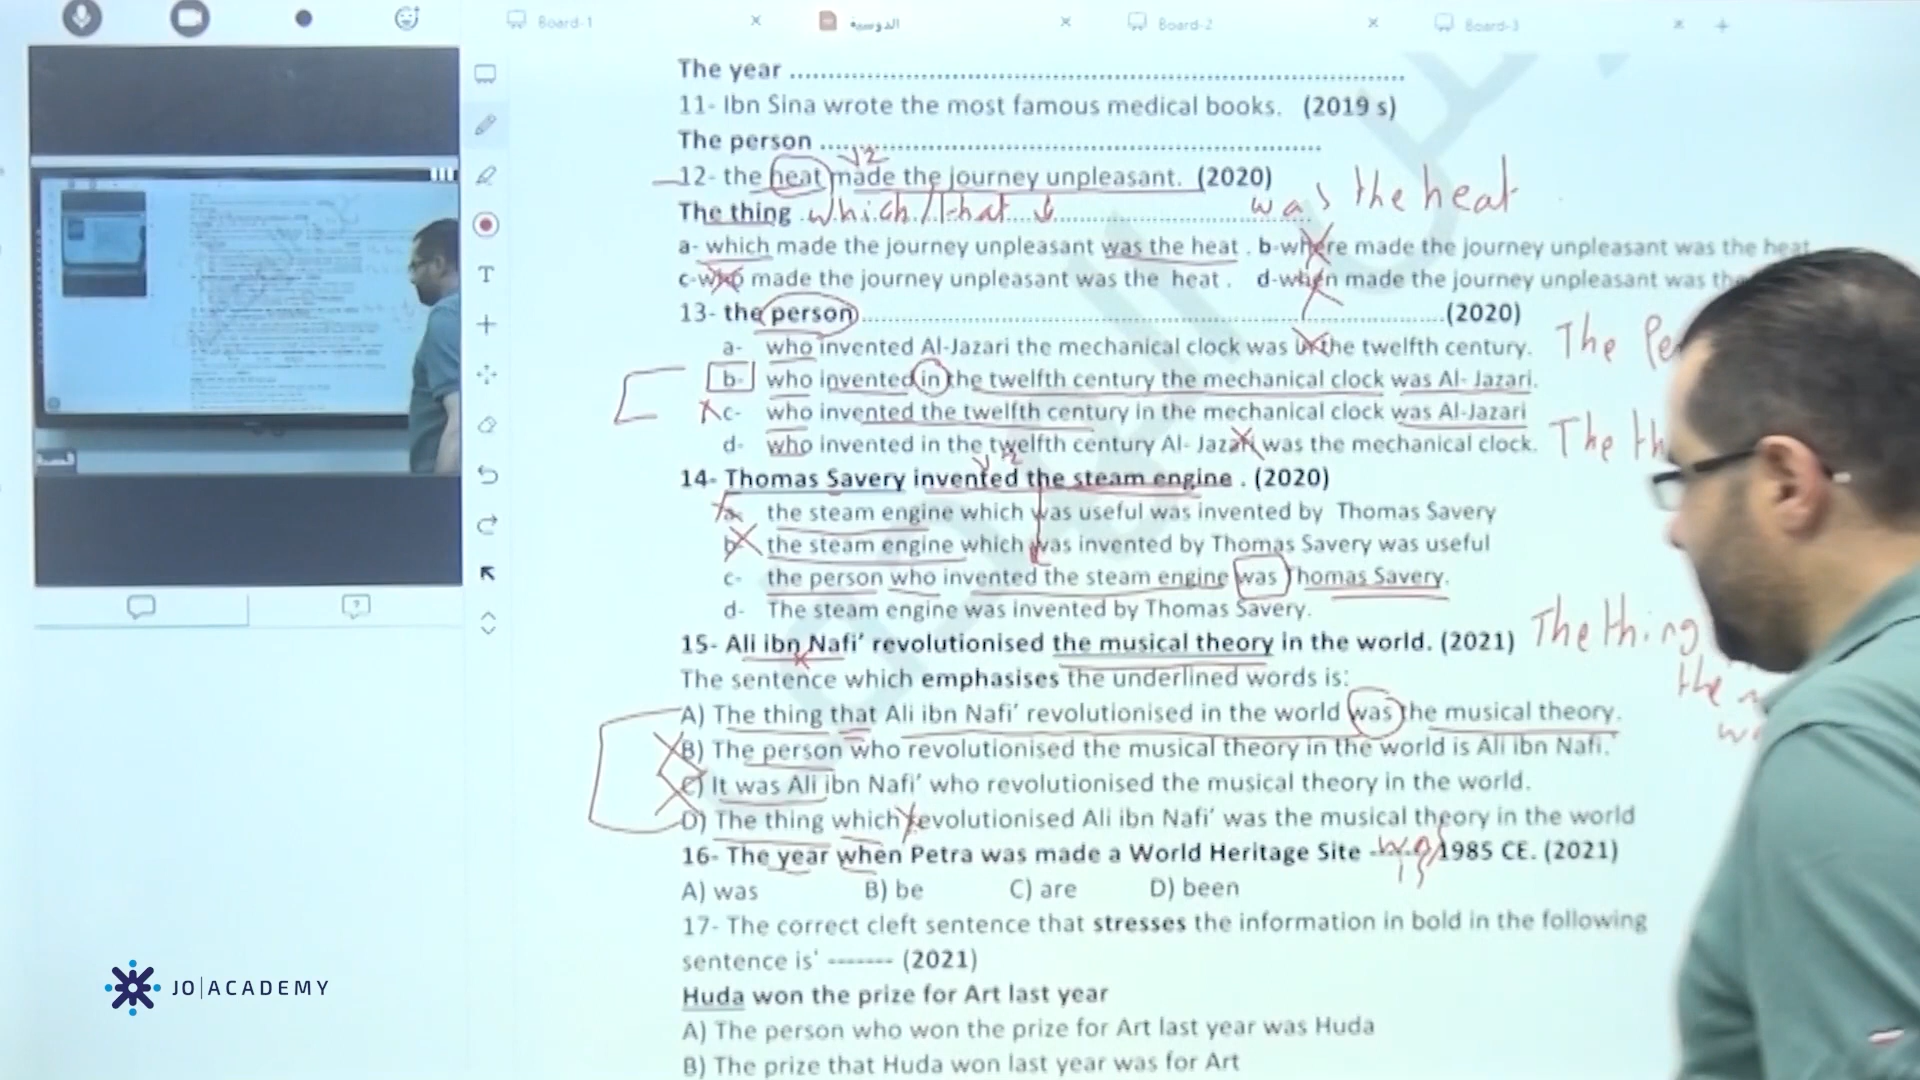 Board-1
الدوسية
Board-2
Board-3
The year
11- Ibn Sina wrote the most famous medical books. (2019 s)
The person
V2
12- the heat made the journey unpleasant. (2020)
was the heat
The thing which/that
a- which made the journey unpleasant was the heat . b-where made the journey unpleasant was the heat
c-who made the journey unpleasant was the heat . d-when made the journey unpleasant was the
13- the person (2020)
a- who invented Al-Jazari the mechanical clock was in the twelfth century.
The Pe
b- who invented in the twelfth century the mechanical clock was Al- Jazari.
c- who invented the twelfth century in the mechanical clock was Al-Jazari
d- who invented in the twelfth century Al- Jazari was the mechanical clock.
The th
V2
14- Thomas Savery invented the steam engine . (2020)
a- the steam engine which was useful was invented by Thomas Savery
b- the steam engine which was invented by Thomas Savery was useful
c- the person who invented the steam engine was Thomas Savery.
d- The steam engine was invented by Thomas Savery.
15- Ali ibn Nafi’ revolutionised the musical theory in the world. (2021)
The thing
The sentence which emphasises the underlined words is:
the
A) The thing that Ali ibn Nafi’ revolutionised in the world was the musical theory.
B) The person who revolutionised the musical theory in the world is Ali ibn Nafi.’
C) It was Ali ibn Nafi’ who revolutionised the musical theory in the world.
D) The thing which revolutionised Ali ibn Nafi’ was the musical theory in the world
16- The year when Petra was made a World Heritage Site was 1985 CE. (2021)
A) was B) be C) are D) been
17- The correct cleft sentence that stresses the information in bold in the following
sentence is' ------- (2021)
Huda won the prize for Art last year
A) The person who won the prize for Art last year was Huda
B) The prize that Huda won last year was for Art
JO|ACADEMY